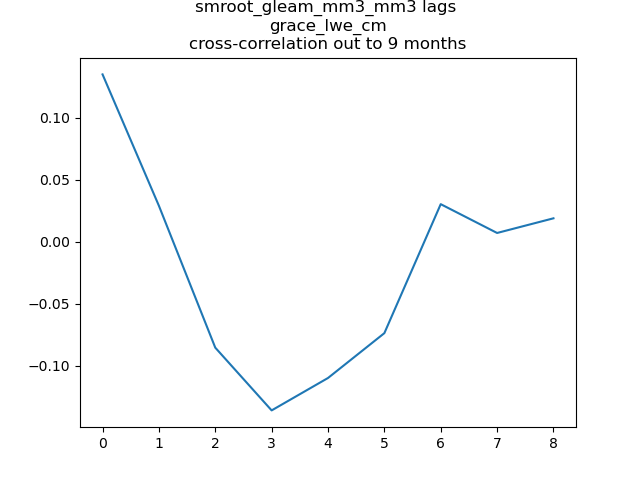 smroot_gleam_mm3_mm3 lags
grace_lwe_cm
cross-correlation out to 9 months
0.10
0.05
0.00
−0.05
−0.10
0 1 2 3 4 5 6 7 8